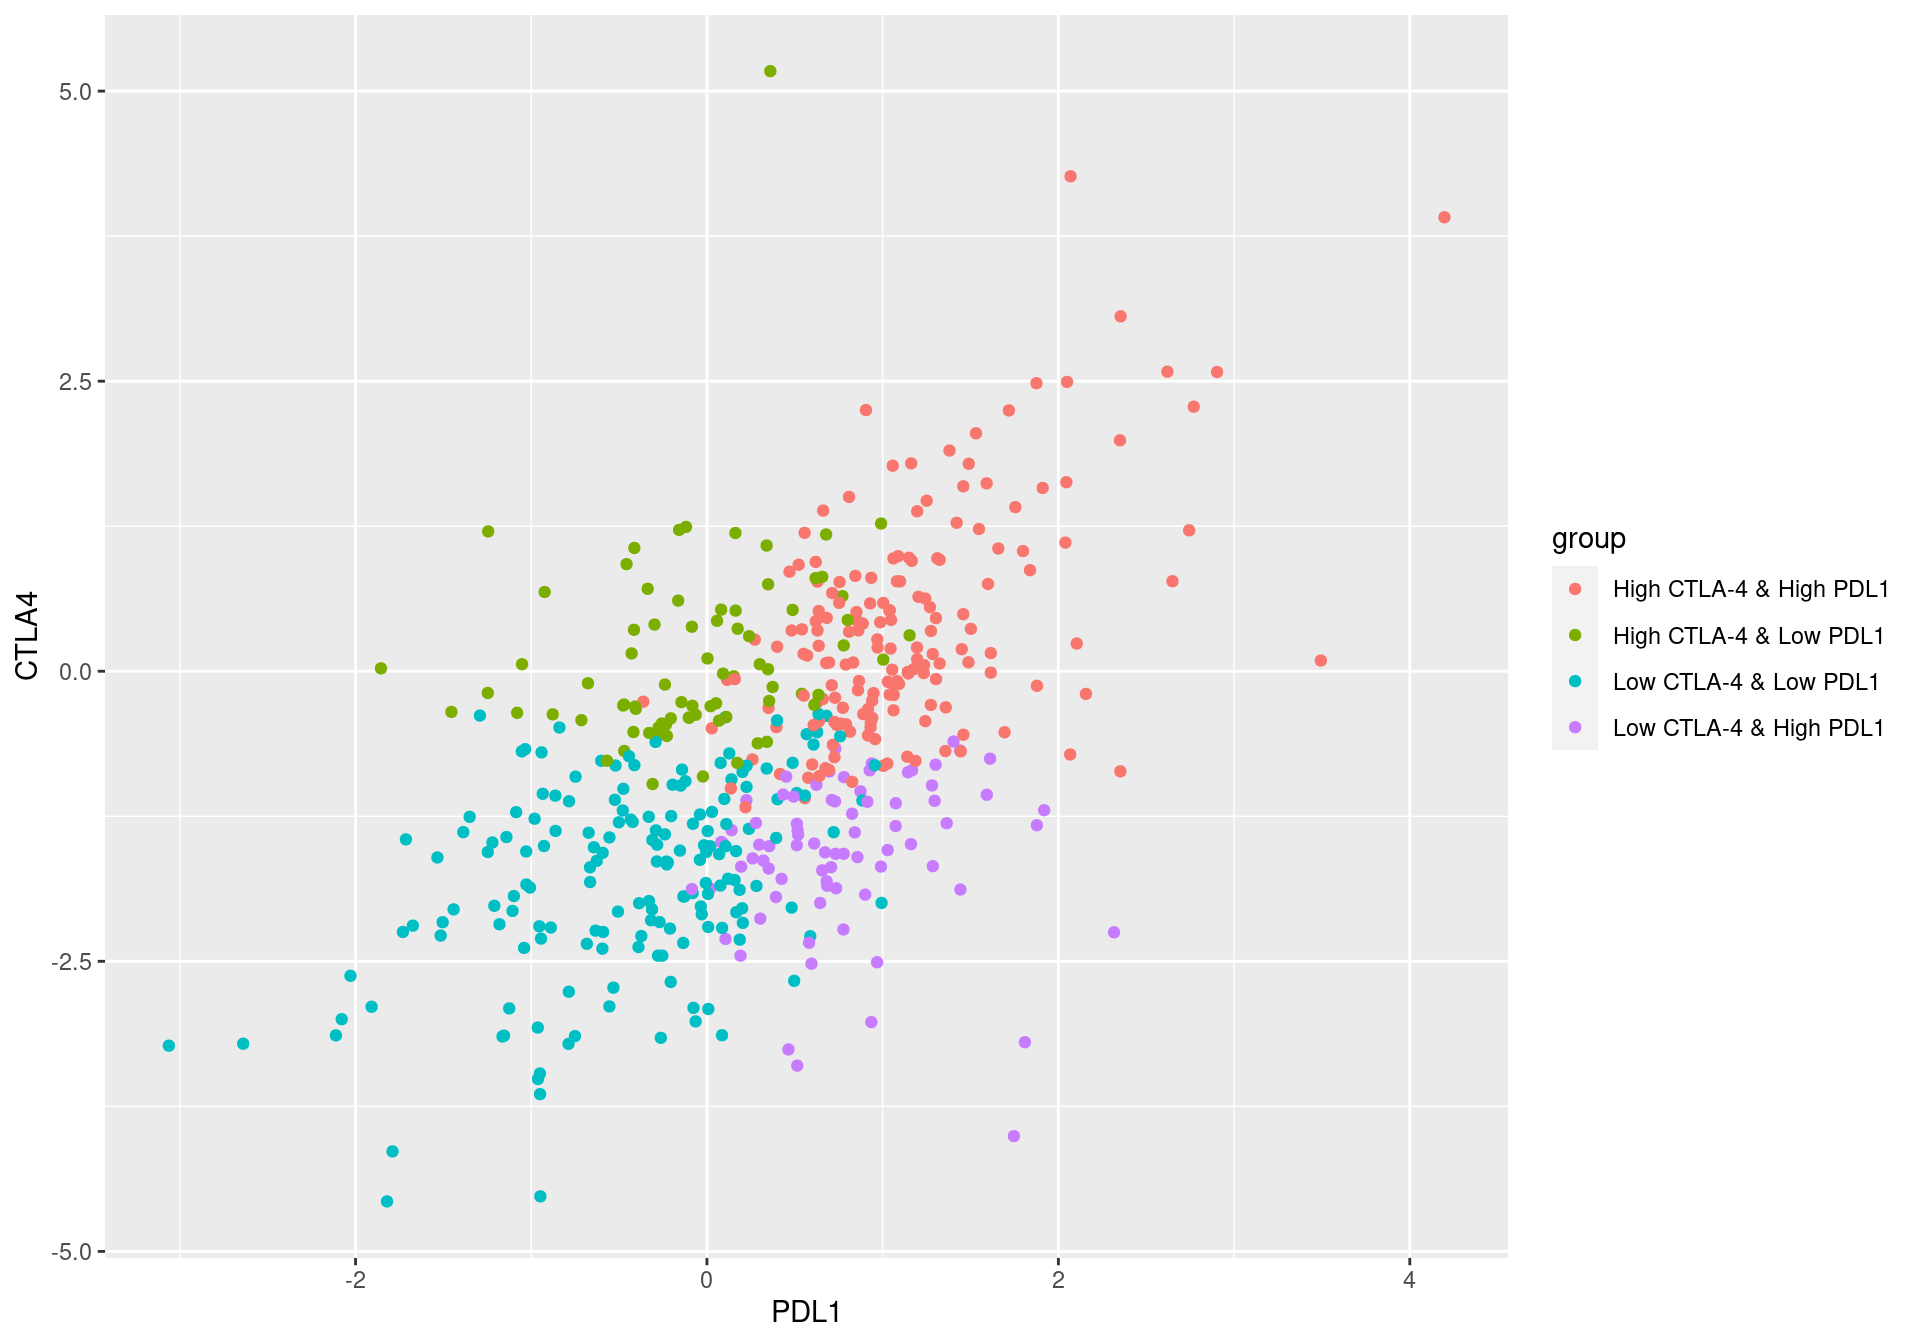 5.0
2.5
0.0
-2.5
-5.0
CTLA4
-2
0
2
4
PDL1
group
High CTLA-4 & High PDL1
High CTLA-4 & Low PDL1
Low CTLA-4 & Low PDL1
Low CTLA-4 & High PDL1